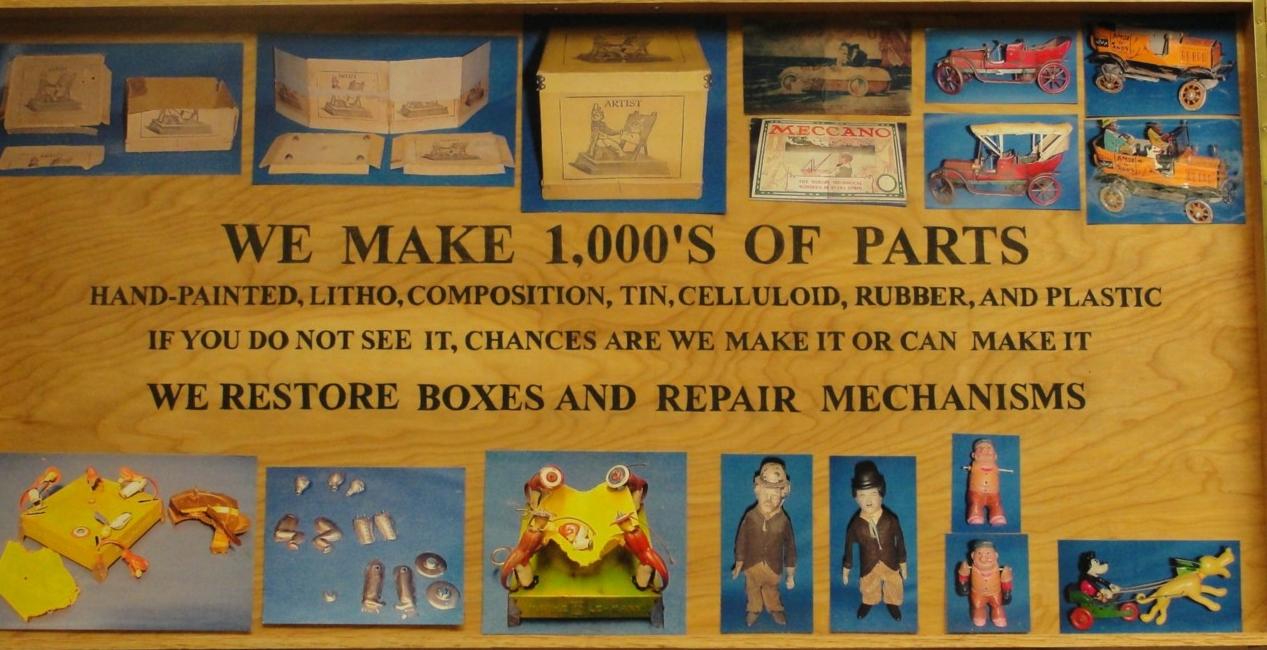 ARTIST
ARTIST
MECCANO
WE MAKE 1,000'S OF PARTS
HAND-PAINTED, LITHO, COMPOSITION, TIN, CELLULOID, RUBBER, AND PLASTIC
IF YOU DO NOT SEE IT, CHANCES ARE WE MAKE IT OR CAN MAKE IT
WE RESTORE BOXES AND REPAIR MECHANISMS